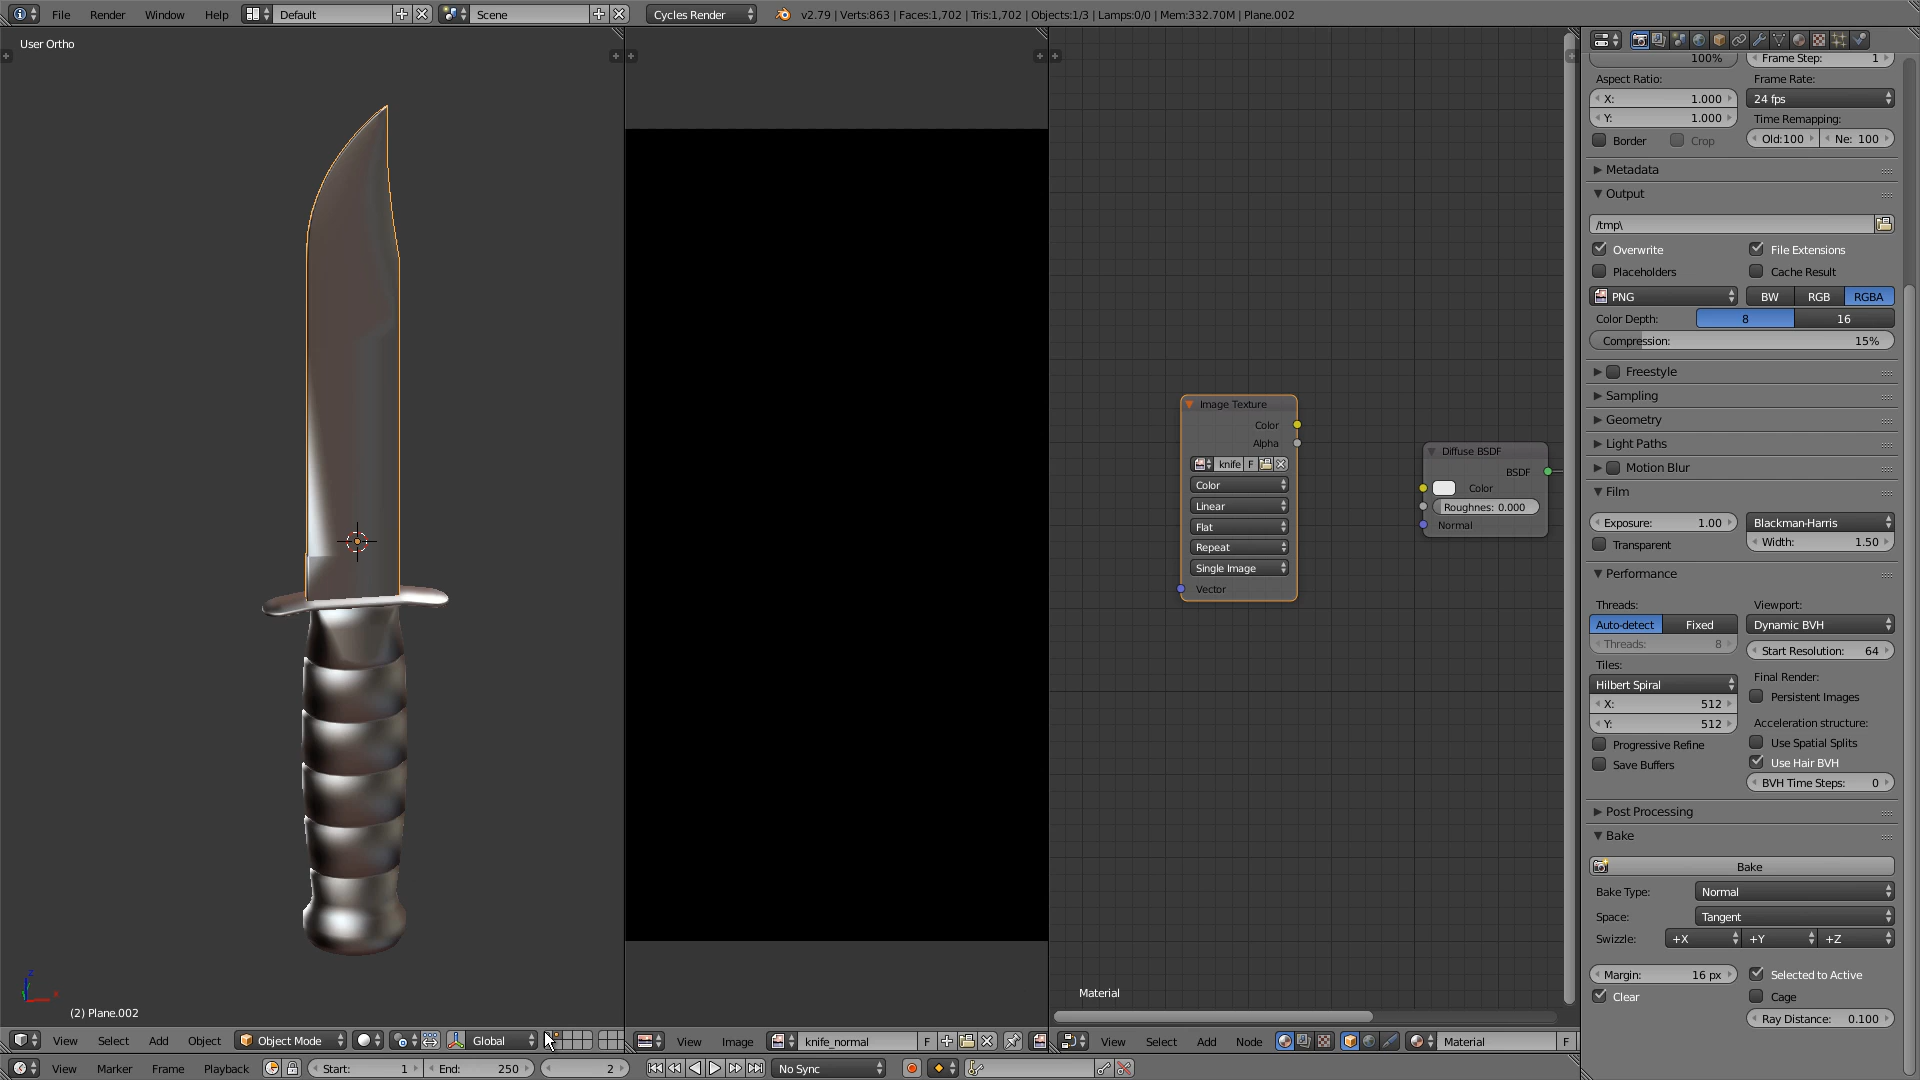 File Render Window Help Default Scene Cycles Render v2.79 | Verts:863 | Faces:1,702 | Tris:1,702 | Objects:1/3 | Lamps:0/0 | Mem:332.70M | Plane.002
User Ortho
(2) Plane.002
View Select Add Object Object Mode Global
View Image knife_normal F
Image Texture
Color
Alpha
knife F
Color
Linear
Flat
Repeat
Single Image
Vector
Diffuse BSDF
BSDF
Color
Roughness: 0.000
Normal
Material
View Select Add Node Material F
100% Frame Step: 1
Aspect Ratio: Frame Rate:
X: 1.000 24 fps
Y: 1.000 Time Remapping:
Border Crop Old:100 Ne: 100
Metadata
Output
/tmp\
Overwrite File Extensions
Placeholders Cache Result
PNG BW RGB RGBA
Color Depth: 8 16
Compression: 15%
Freestyle
Sampling
Geometry
Light Paths
Motion Blur
Film
Exposure: 1.00 Blackman-Harris
Transparent Width: 1.50
Performance
Threads: Viewport:
Auto-detect Fixed Dynamic BVH
Threads: 8 Start Resolution: 64
Tiles: Final Render:
Hilbert Spiral Persistent Images
X: 512
Y: 512 Acceleration structure:
Progressive Refine Use Spatial Splits
Save Buffers Use Hair BVH
BVH Time Steps: 0
Post Processing
Bake
Bake
Bake Type: Normal
Space: Tangent
Swizzle: +X +Y +Z
Margin: 16 px Selected to Active
Clear Cage
Ray Distance: 0.100
View Marker Frame Playback Start: 1 End: 250 2 No Sync